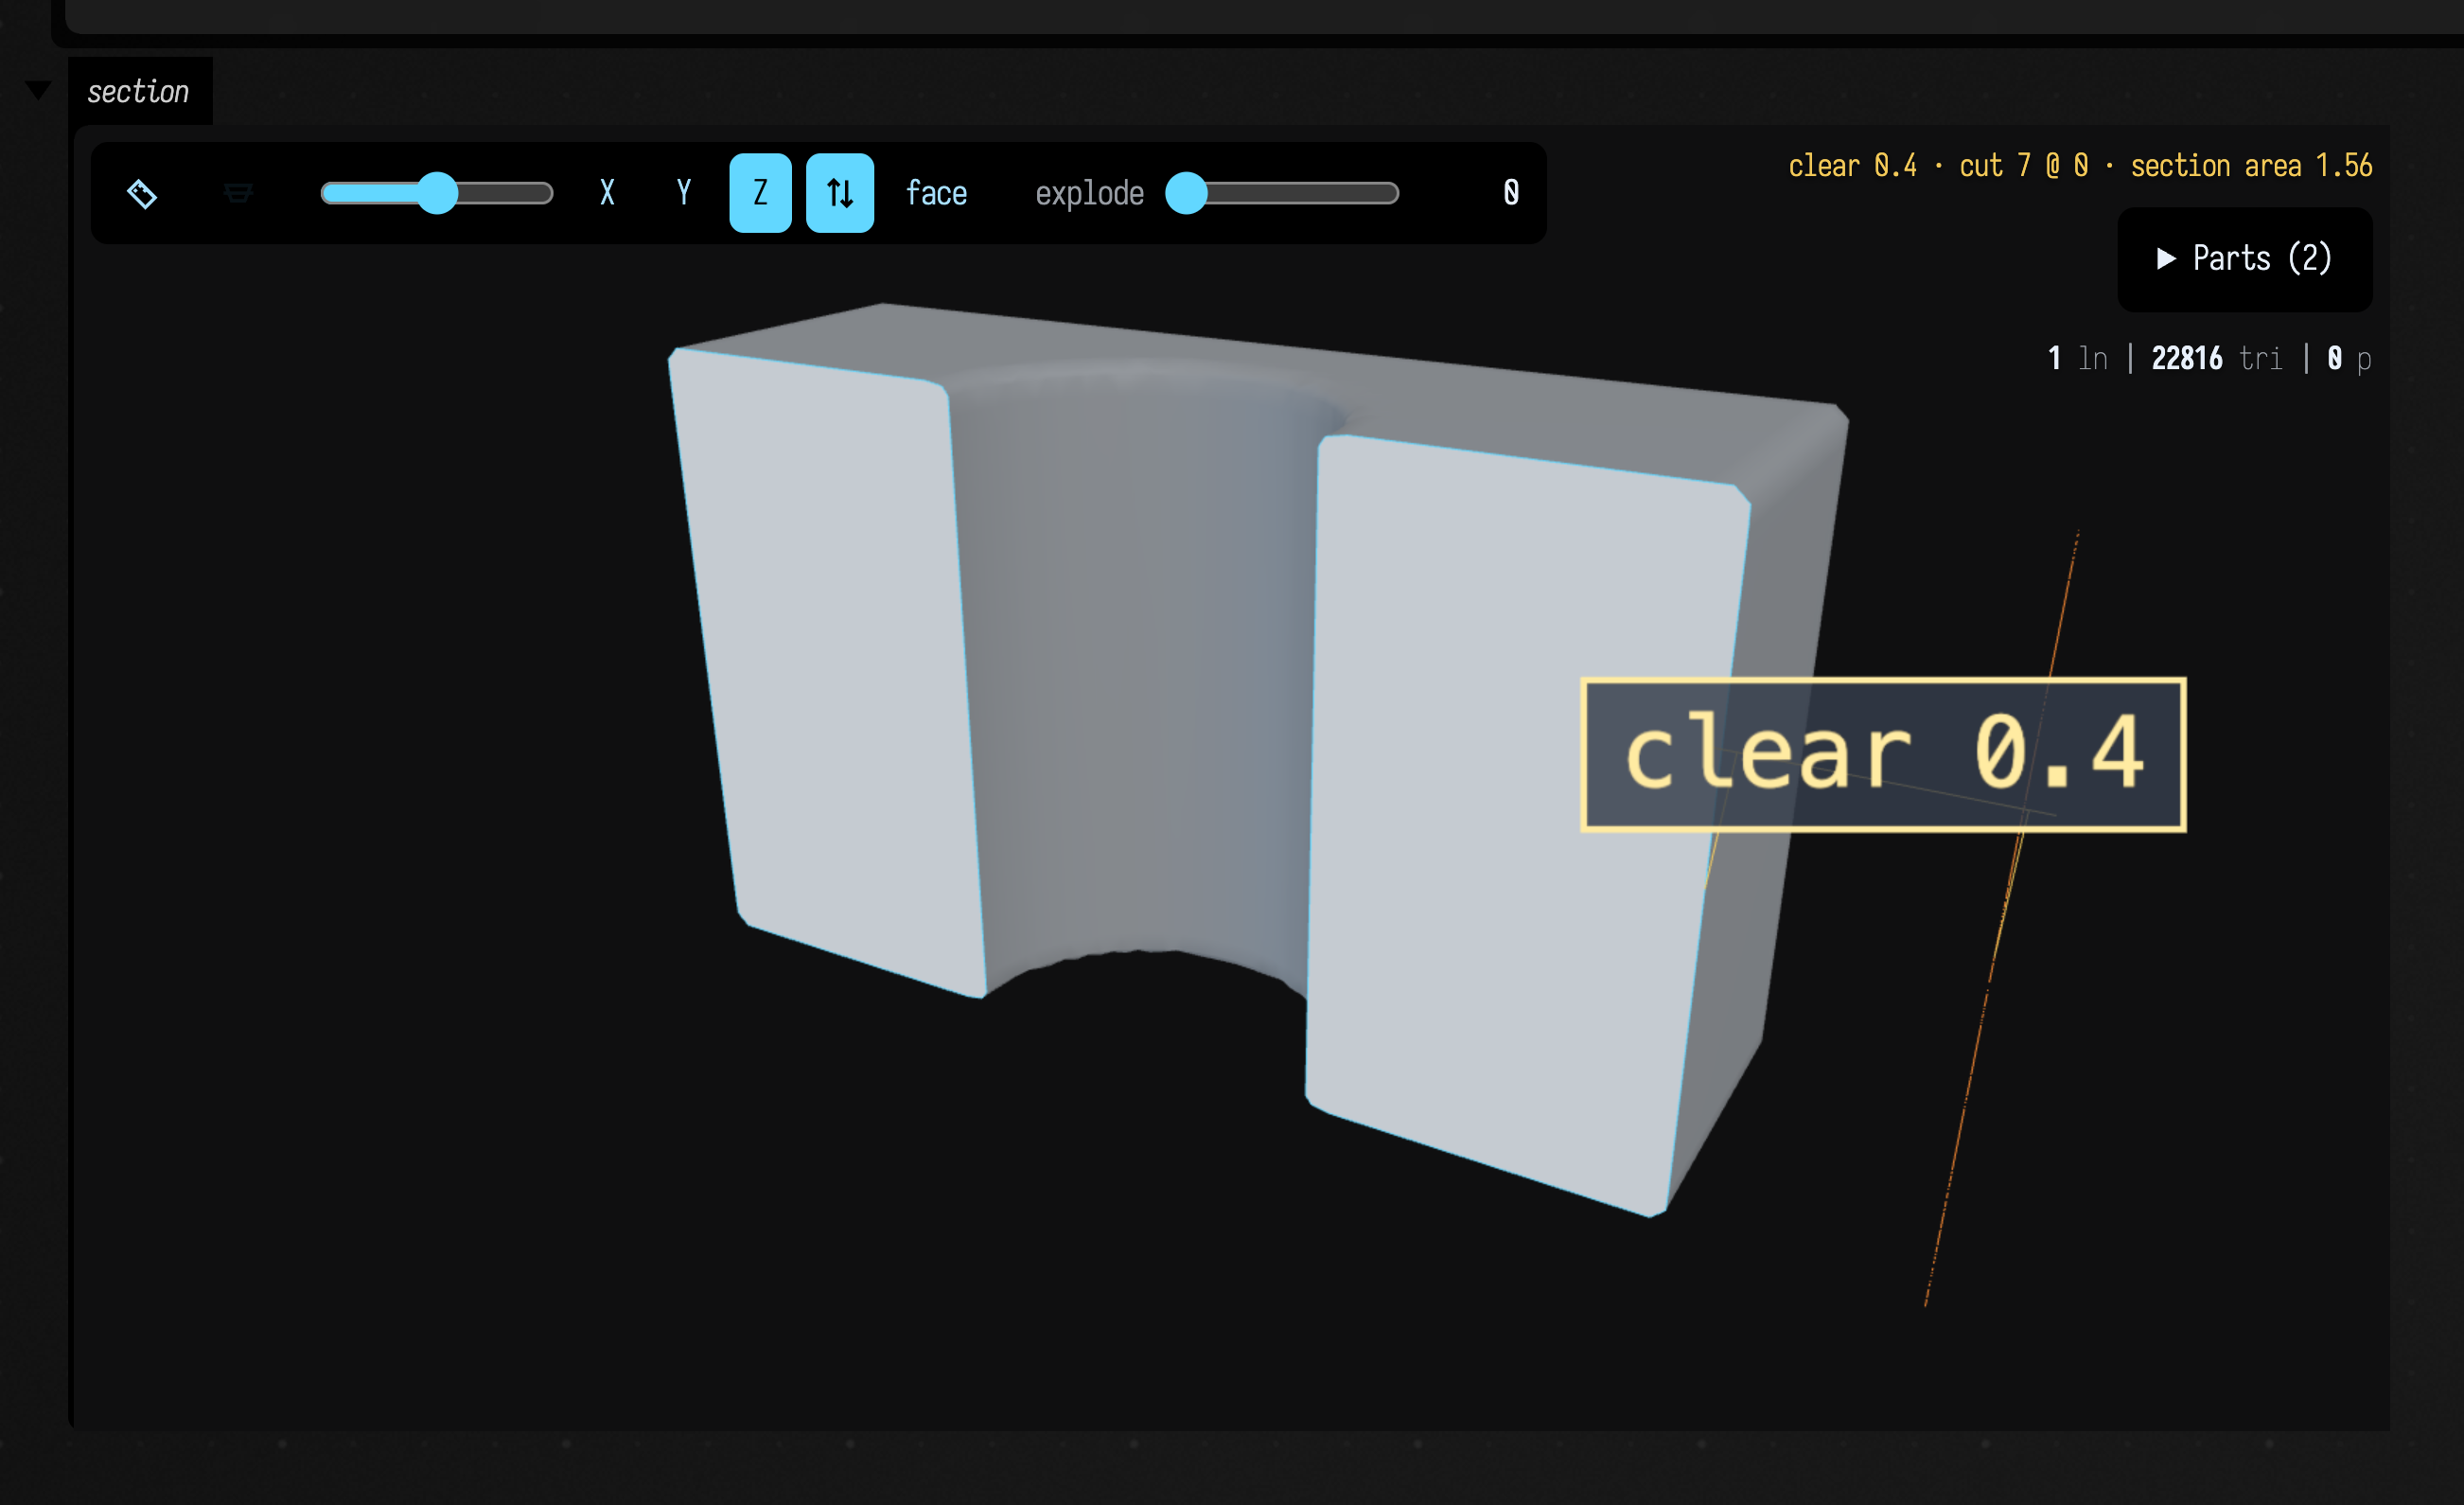 section
X Y Z face explode 0
clear 0.4 · cut 7 @ 0 · section area 1.56
▶ Parts (2)
1 ln | 22816 tri | 0 p
clear 0.4